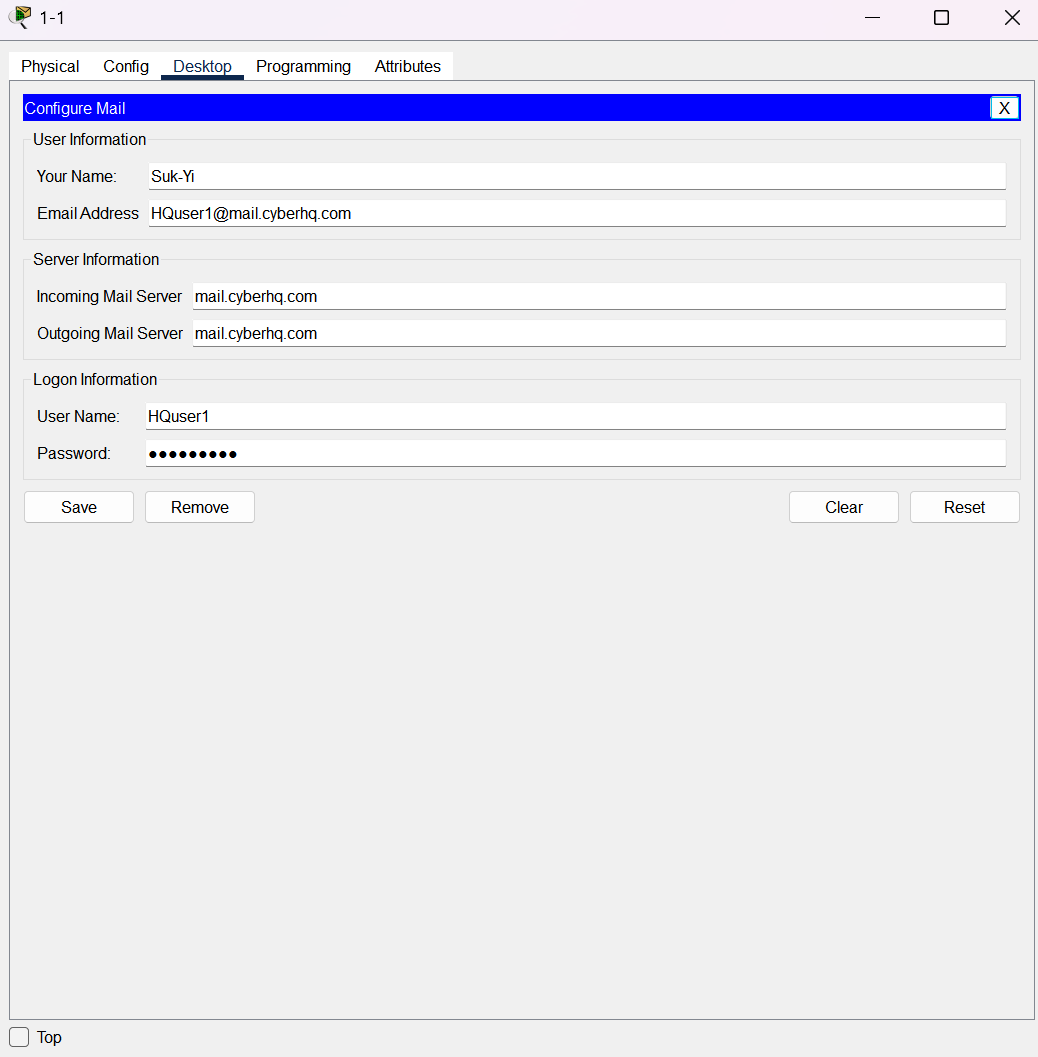 1-1
Physical Config Desktop Programming Attributes
Configure Mail X
User Information
Your Name: Suk-Yi
Email Address HQuser1@mail.cyberhq.com
Server Information
Incoming Mail Server mail.cyberhq.com
Outgoing Mail Server mail.cyberhq.com
Logon Information
User Name: HQuser1
Password: ●●●●●●●●●
Save Remove Clear Reset
Top